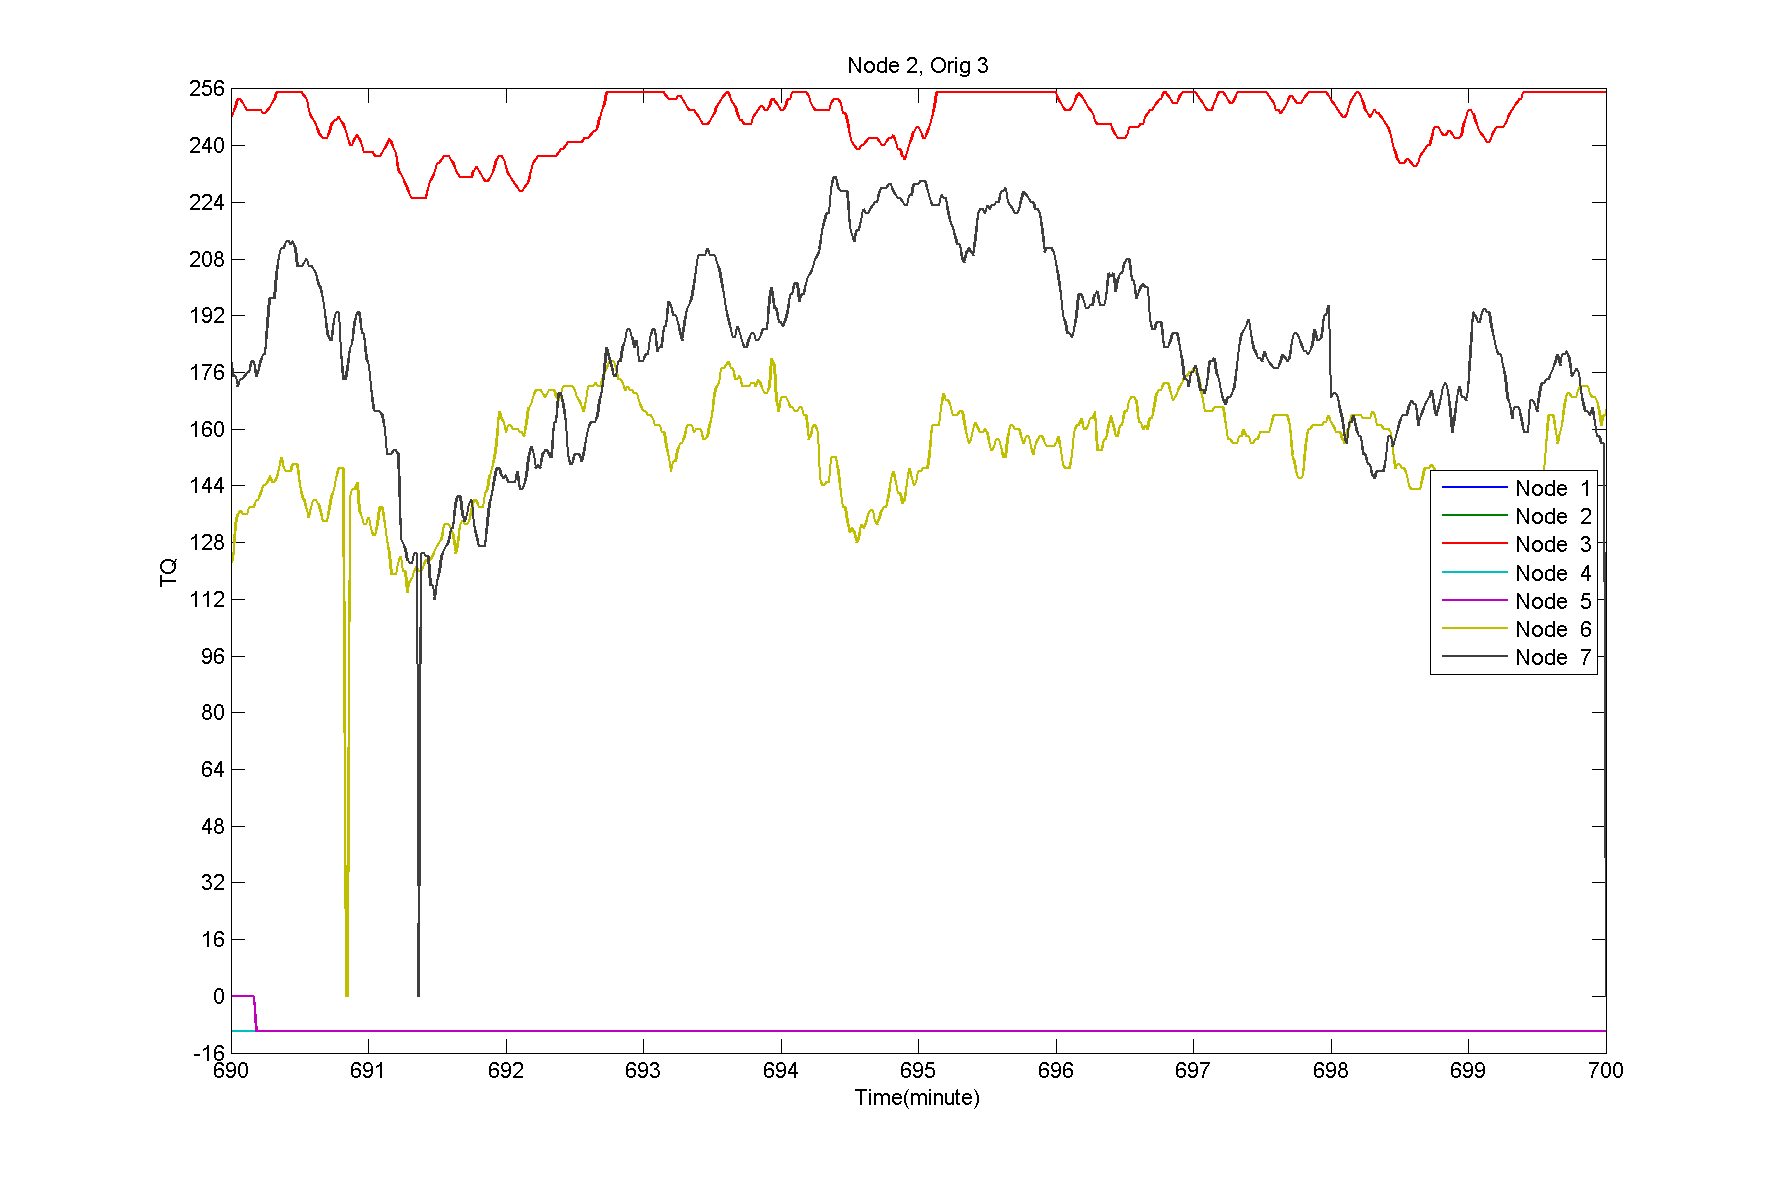 Node 2, Orig 3
256
240
224
208
192
176
160
144
128
112
96
80
64
48
32
16
0
-16
TQ
Node 1
Node 2
Node 3
Node 4
Node 5
Node 6
Node 7
690 691 692 693 694 695 696 697 698 699 700
Time(minute)